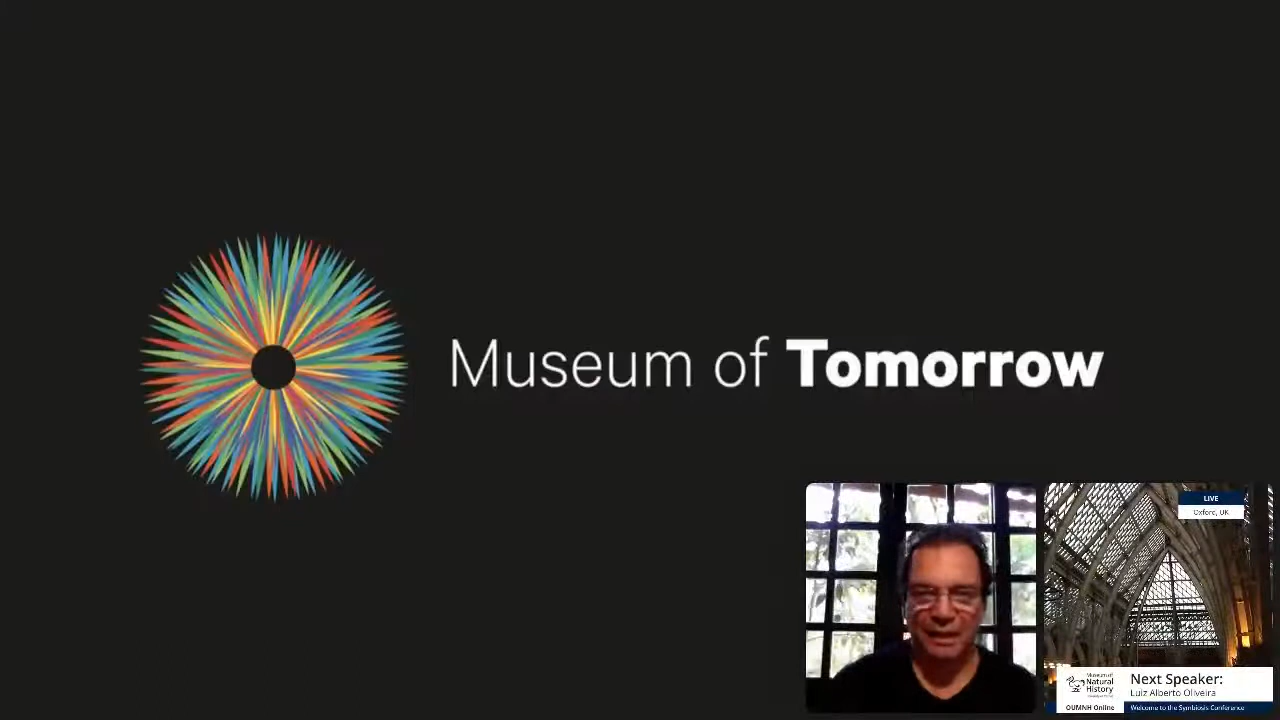 Museum of Tomorrow
LIVE
Oxford, UK
Museum of
Natural
History
Next Speaker:
Luiz Alberto Oliveira
OUMNH Online
Welcome to the Symbiosis Conference